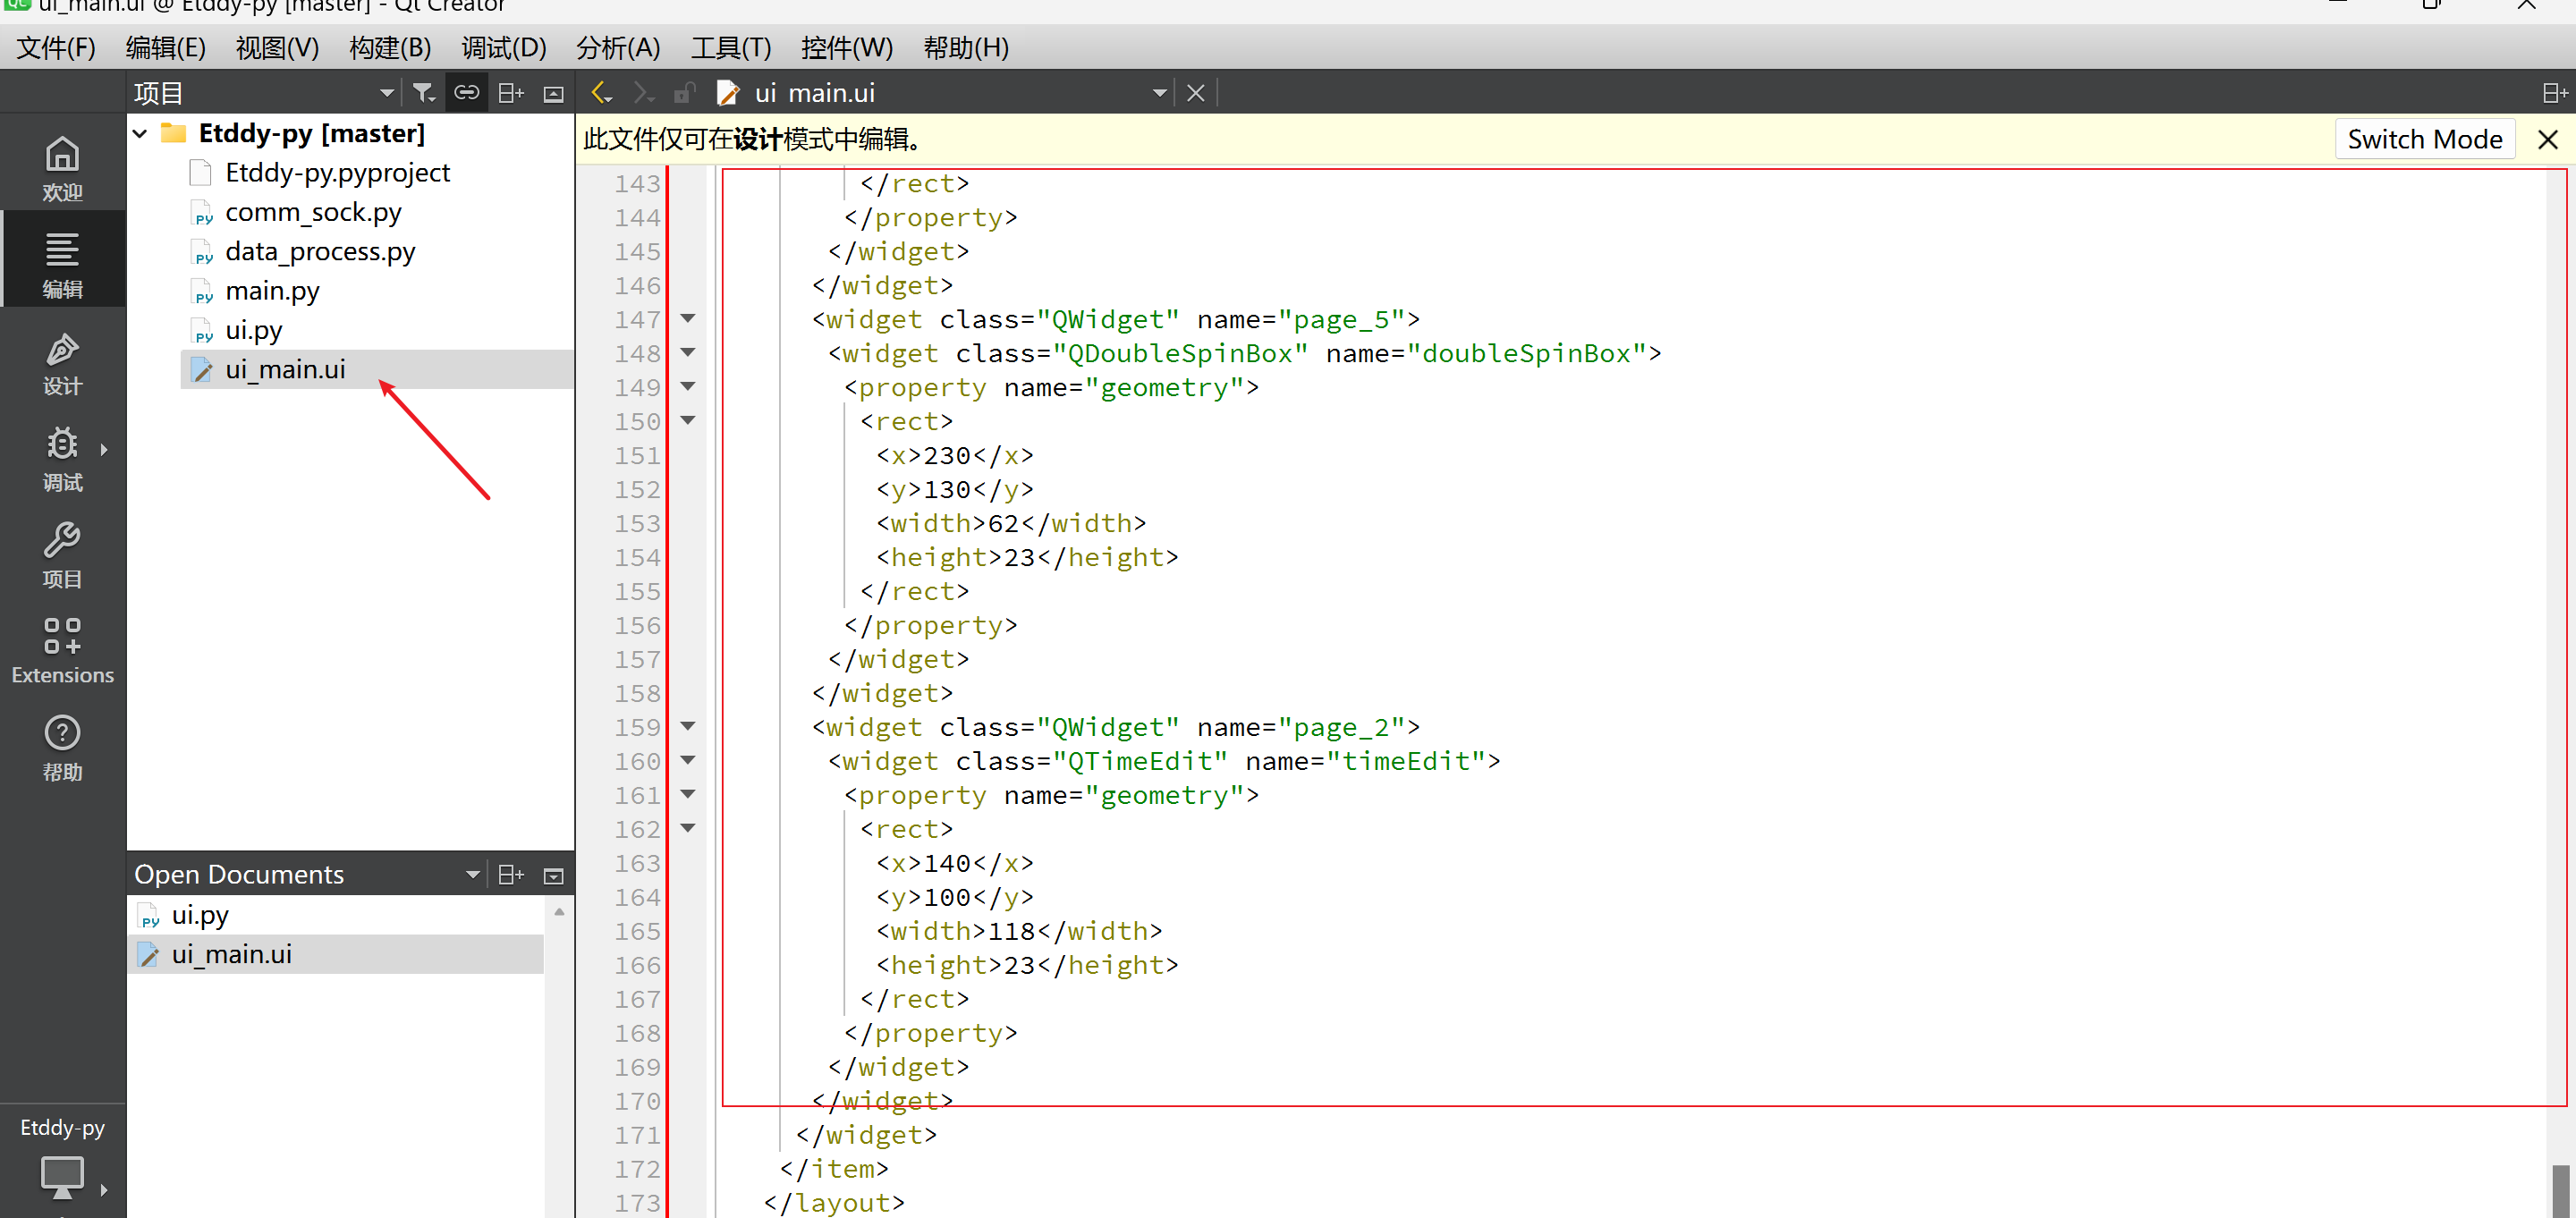 ui_main.ui @ Etddy-py [master] - Qt Creator
文件(F) 编辑(E) 视图(V) 构建(B) 调试(D) 分析(A) 工具(T) 控件(W) 帮助(H)
项目
ui main.ui
欢迎
编辑
设计
调试
项目
Extensions
帮助
Etddy-py
Etddy-py [master]
Etddy-py.pyproject
comm_sock.py
data_process.py
main.py
ui.py
ui_main.ui
Open Documents
ui.py
ui_main.ui
此文件仅可在设计模式中编辑。 Switch Mode
143 </rect>
144 </property>
145 </widget>
146 </widget>
147 <widget class="QWidget" name="page_5">
148 <widget class="QDoubleSpinBox" name="doubleSpinBox">
149 <property name="geometry">
150 <rect>
151 <x>230</x>
152 <y>130</y>
153 <width>62</width>
154 <height>23</height>
155 </rect>
156 </property>
157 </widget>
158 </widget>
159 <widget class="QWidget" name="page_2">
160 <widget class="QTimeEdit" name="timeEdit">
161 <property name="geometry">
162 <rect>
163 <x>140</x>
164 <y>100</y>
165 <width>118</width>
166 <height>23</height>
167 </rect>
168 </property>
169 </widget>
170 </widget>
171 </widget>
172 </item>
173 </layout>